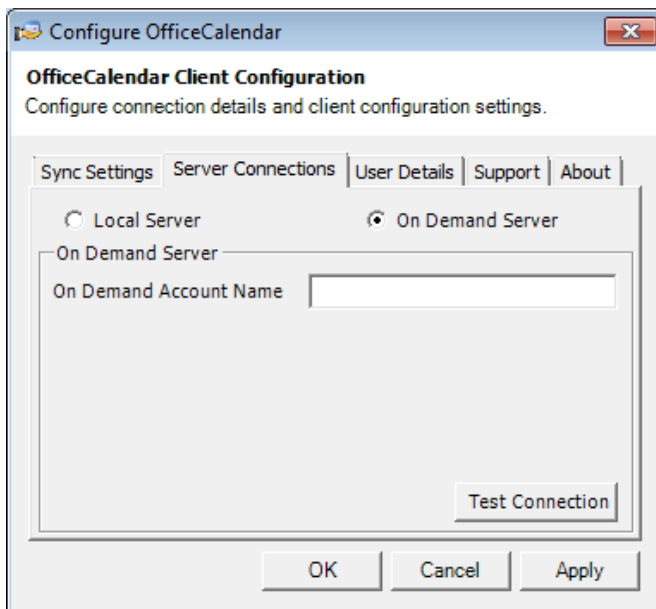 Configure OfficeCalendar
OfficeCalendar Client Configuration
Configure connection details and client configuration settings.
Sync Settings Server Connections User Details Support About
Local Server On Demand Server
On Demand Server
On Demand Account Name
Test Connection
OK Cancel Apply